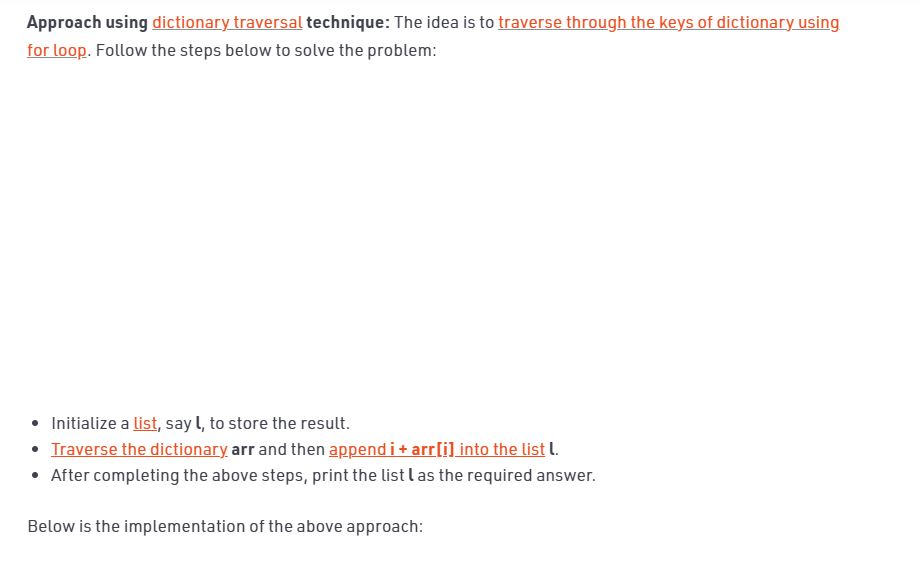 Approach using dictionary traversal technique: The idea is to traverse through the keys of dictionary using
for loop. Follow the steps below to solve the problem:
• Initialize a list, say l, to store the result.
• Traverse the dictionary arr and then append i + arr[i] into the list l.
• After completing the above steps, print the list l as the required answer.
Below is the implementation of the above approach: